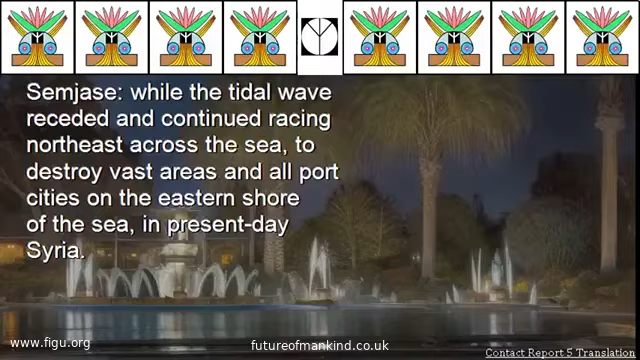 Semjase: while the tidal wave
receded and continued racing
northeast across the sea, to
destroy vast areas and all port
cities on the eastern shore
of the sea, in present-day
Syria.
www.figu.org
futureofmankind.co.uk
Contact Report 5 Translation